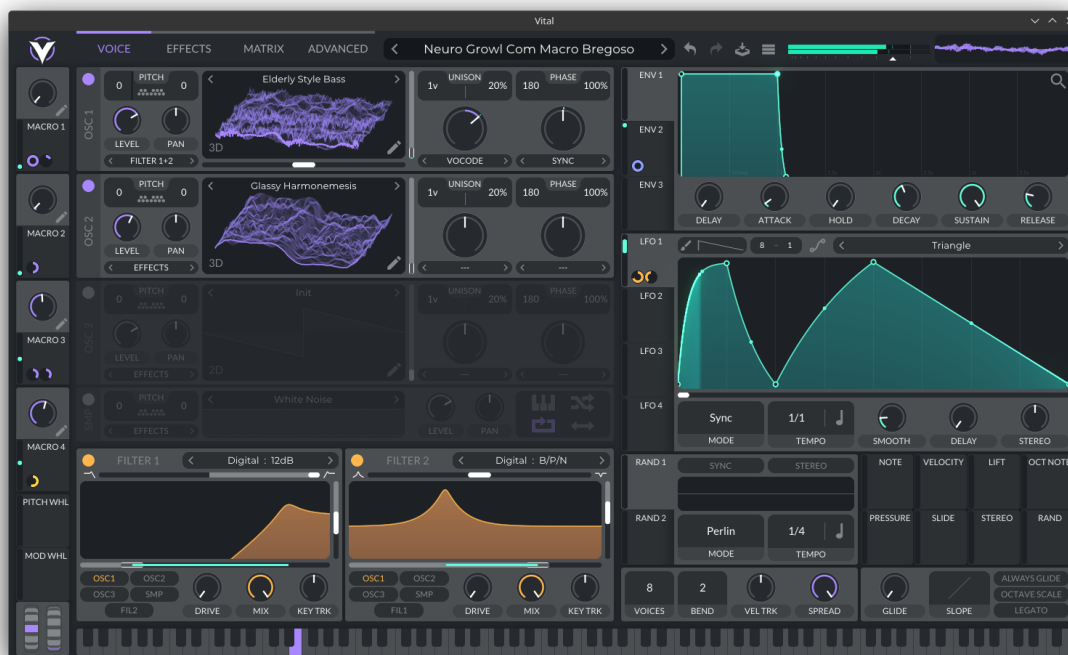 Vital
VOICE EFFECTS MATRIX ADVANCED Neuro Growl Com Macro Bregoso
MACRO 1
MACRO 2
MACRO 3
MACRO 4
PITCH WHL
MOD WHL
OSC 1
0 PITCH 0
LEVEL PAN
FILTER 1+2
Elderly Style Bass
3D
1v UNISON 20%
VOCODE
180 PHASE 100%
SYNC
OSC 2
0 PITCH 0
LEVEL PAN
EFFECTS
Glassy Harmonemesis
3D
1v UNISON 20%
---
180 PHASE 100%
---
OSC 3
0 PITCH 0
LEVEL PAN
EFFECTS
Init
2D
1v UNISON 20%
---
180 PHASE 100%
---
SMP
0 PITCH 0
EFFECTS
White Noise
LEVEL PAN
FILTER 1 Digital : 12dB
OSC1 OSC2
OSC3 SMP
FIL2
DRIVE MIX KEY TRK
FILTER 2 Digital : B/P/N
OSC1 OSC2
OSC3 SMP
FIL1
DRIVE MIX KEY TRK
ENV 1
ENV 2
ENV 3
DELAY ATTACK HOLD DECAY SUSTAIN RELEASE
LFO 1
LFO 2
LFO 3
LFO 4
8 - 1 Triangle
Sync 1/1
MODE TEMPO SMOOTH DELAY STEREO
RAND 1
RAND 2
SYNC STEREO
Perlin 1/4
MODE TEMPO
NOTE VELOCITY LIFT OCT NOTE
PRESSURE SLIDE STEREO RAND
8 2
VOICES BEND VEL TRK SPREAD
GLIDE SLOPE
ALWAYS GLIDE
OCTAVE SCALE
LEGATO